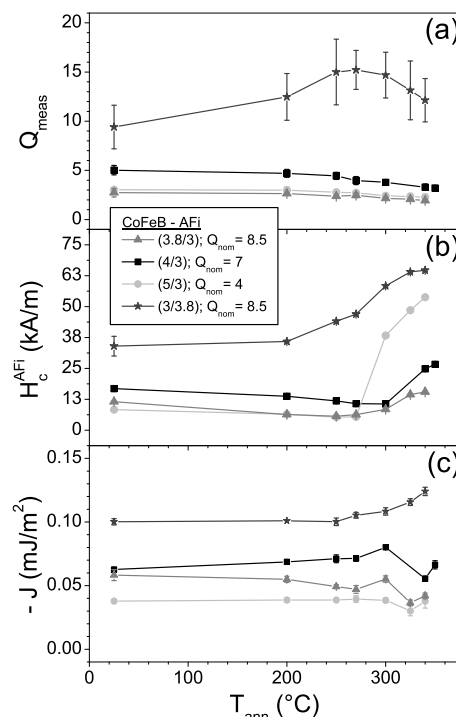 (a)
20
15
10
5
0
Q_meas
CoFeB - AFi
(3.8/3); Q_nom = 8.5
(4/3); Q_nom = 7
(5/3); Q_nom = 4
(3/3.8); Q_nom = 8.5
(b)
75
63
50
38
25
13
0
H_c^AFi (kA/m)
(c)
0.15
0.10
0.05
0.00
- J (mJ/m²)
0 100 200 300 400
T_ann (°C)